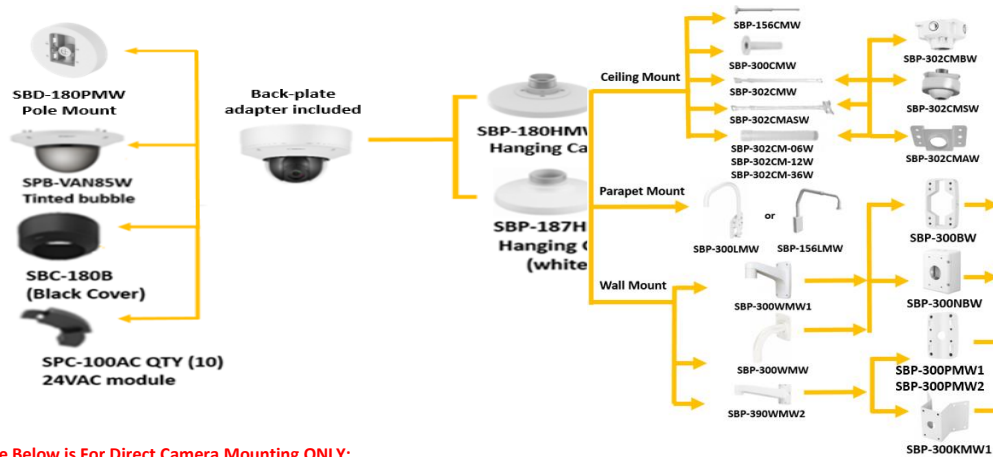 SBD-180PMW
Pole Mount
SPB-VAN85W
Tinted bubble
SBC-180B
(Black Cover)
SPC-100AC QTY (10)
24VAC module
Back-plate
adapter included
SBP-180HMW
Hanging Ca
SBP-187H
Hanging
(white
Ceiling Mount
SBP-156CMW
SBP-300CMW
SBP-302CMW
SBP-302CMASW
SBP-302CM-06W
SBP-302CM-12W
SBP-302CM-36W
SBP-302CMBW
SBP-302CMSW
SBP-302CMAW
Parapet Mount
or
SBP-300LMW
SBP-156LMW
Wall Mount
SBP-300WMW1
SBP-300WMW
SBP-390WMW2
SBP-300BW
SBP-300NBW
SBP-300PMW1
SBP-300PMW2
SBP-300KMW1
e Below is For Direct Camera Mounting ONLY: